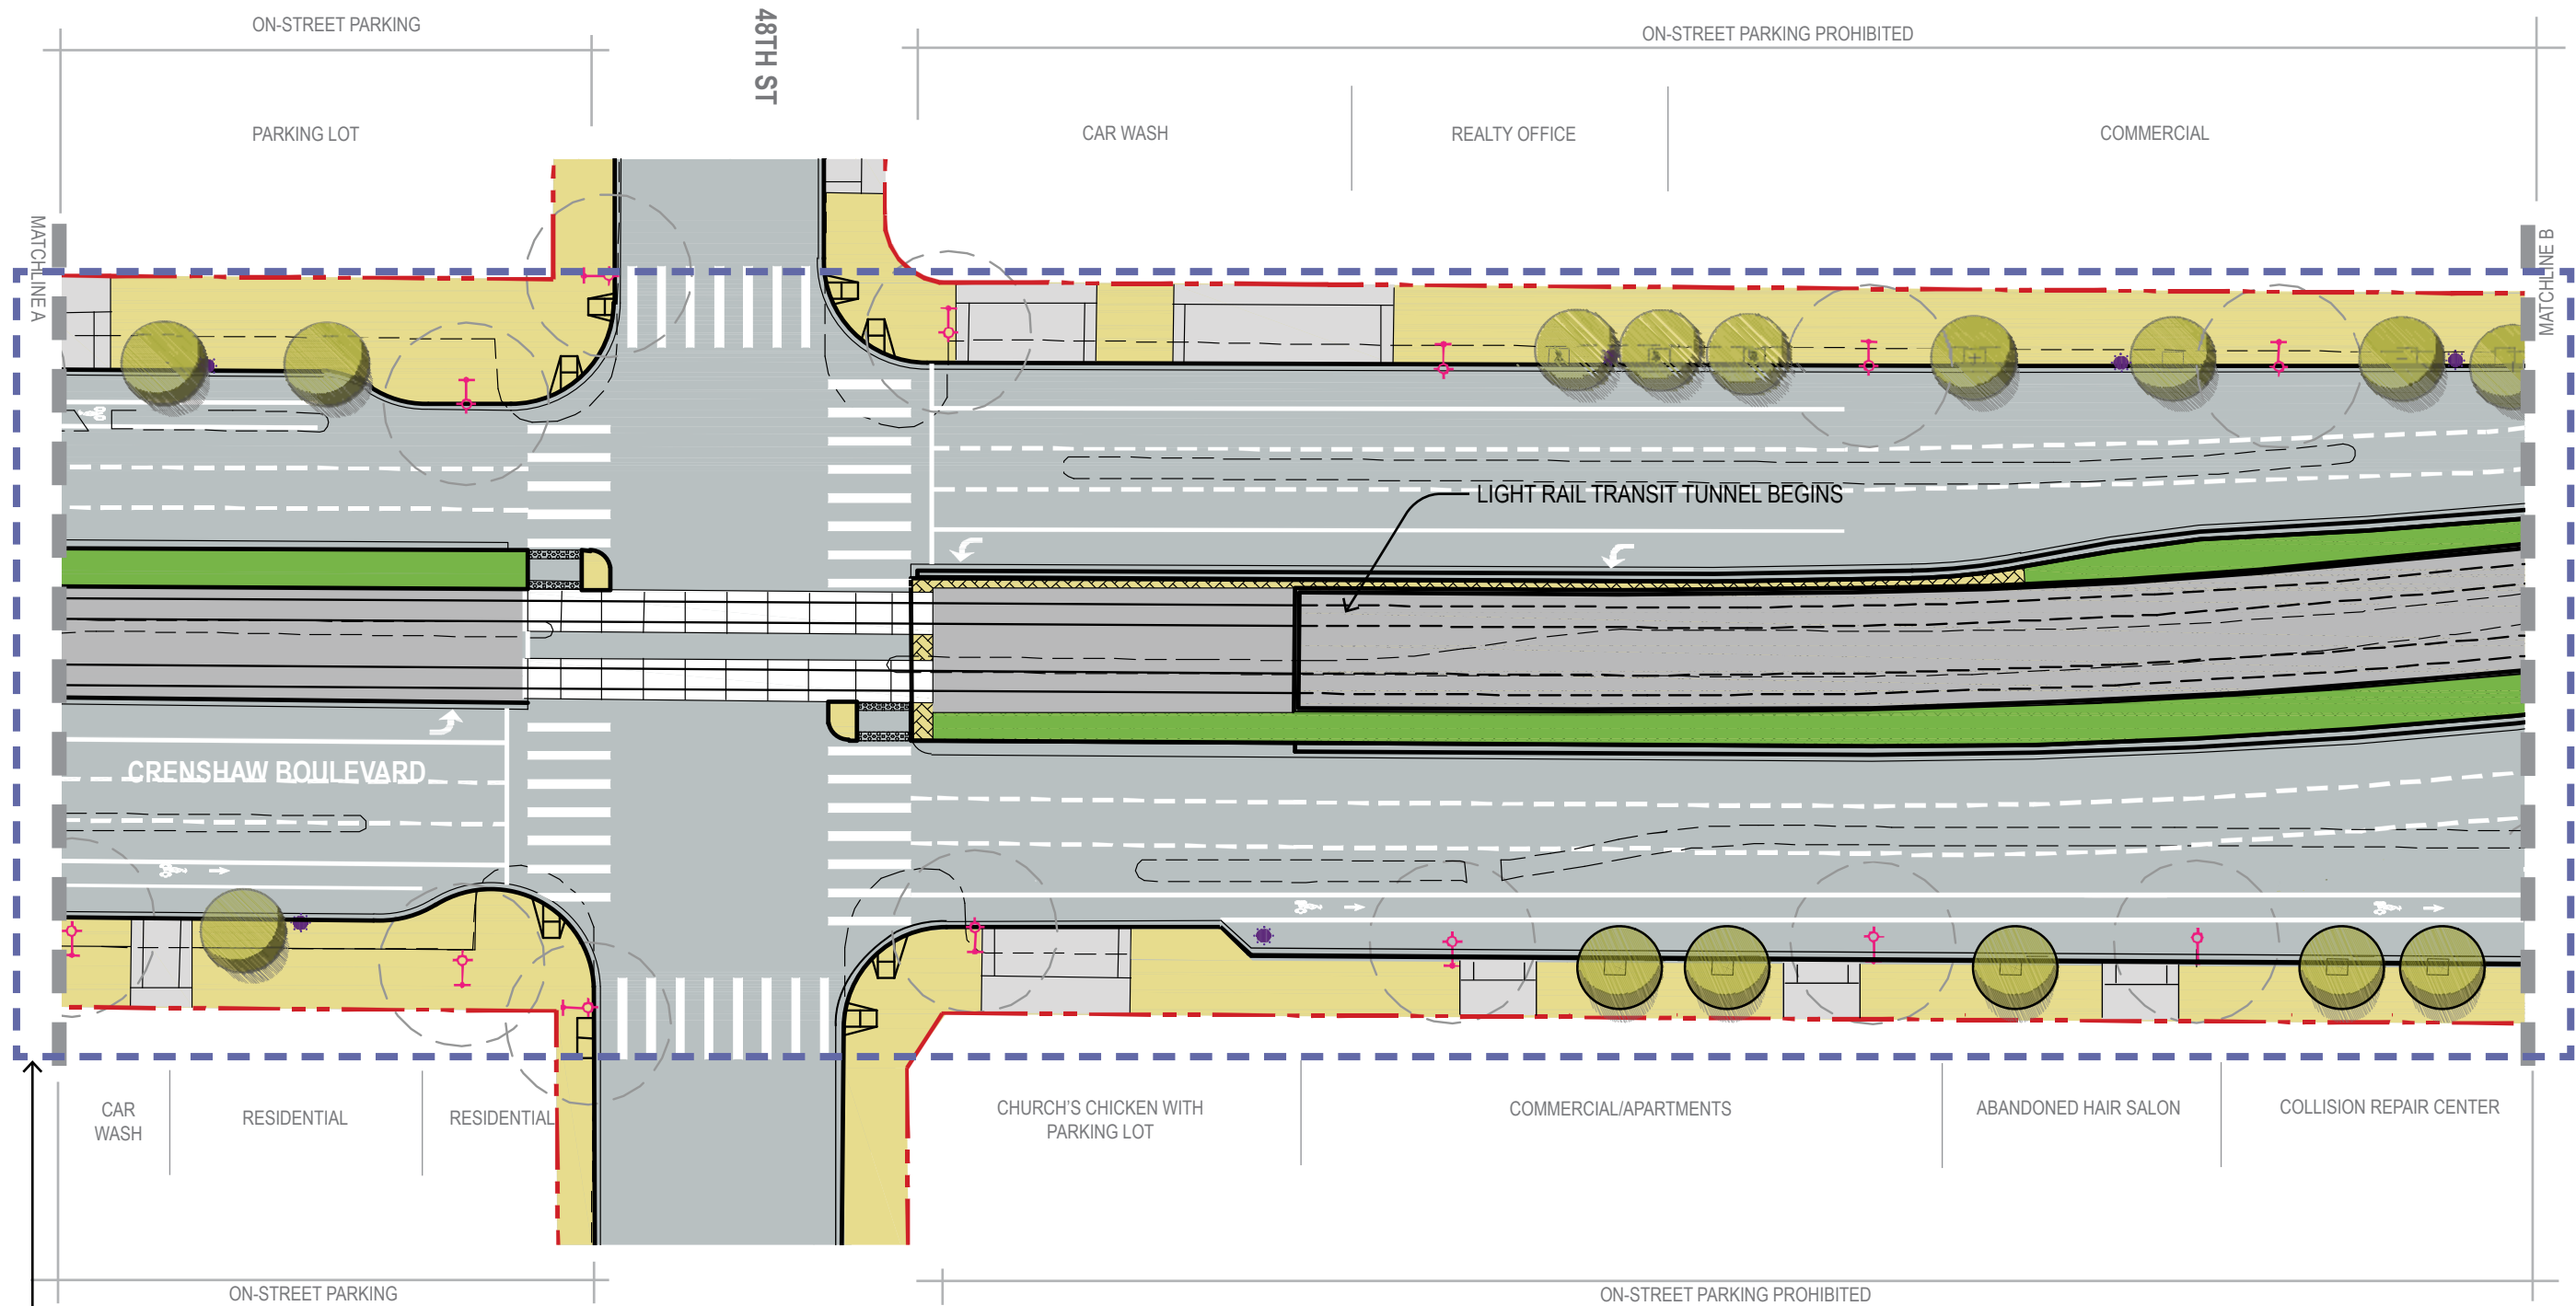 ON-STREET PARKING
48TH ST
ON-STREET PARKING PROHIBITED
PARKING LOT
CAR WASH
REALTY OFFICE
COMMERCIAL
MATCHLINE A
MATCHLINE B
LIGHT RAIL TRANSIT TUNNEL BEGINS
CRENSHAW BOULEVARD
CAR
WASH
RESIDENTIAL
RESIDENTIAL
CHURCH'S CHICKEN WITH
PARKING LOT
COMMERCIAL/APARTMENTS
ABANDONED HAIR SALON
COLLISION REPAIR CENTER
ON-STREET PARKING
ON-STREET PARKING PROHIBITED